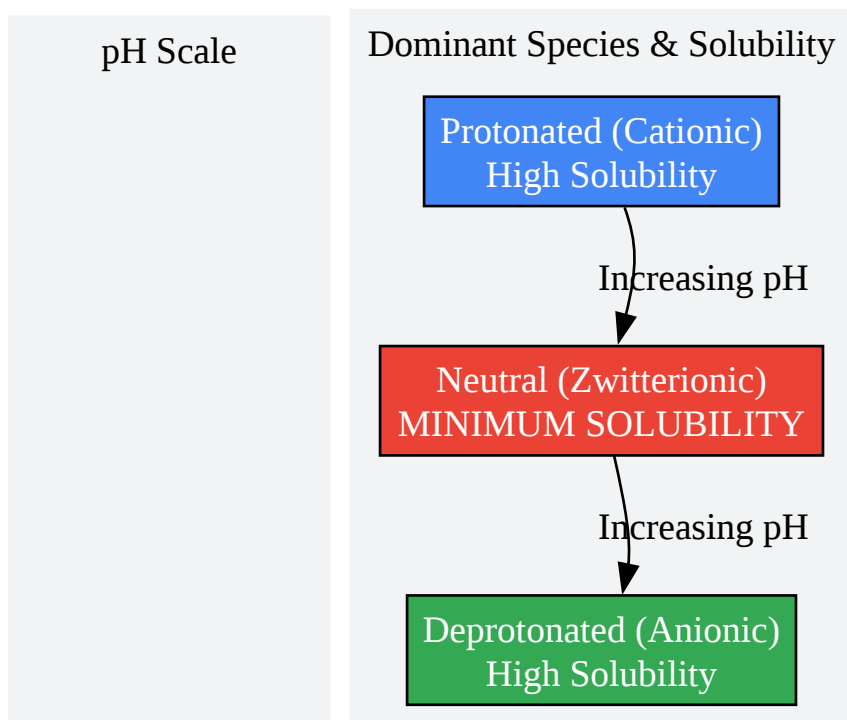 pH Scale
Dominant Species & Solubility
Protonated (Cationic)
High Solubility
Increasing pH
Neutral (Zwitterionic)
MINIMUM SOLUBILITY
Increasing pH
Deprotonated (Anionic)
High Solubility